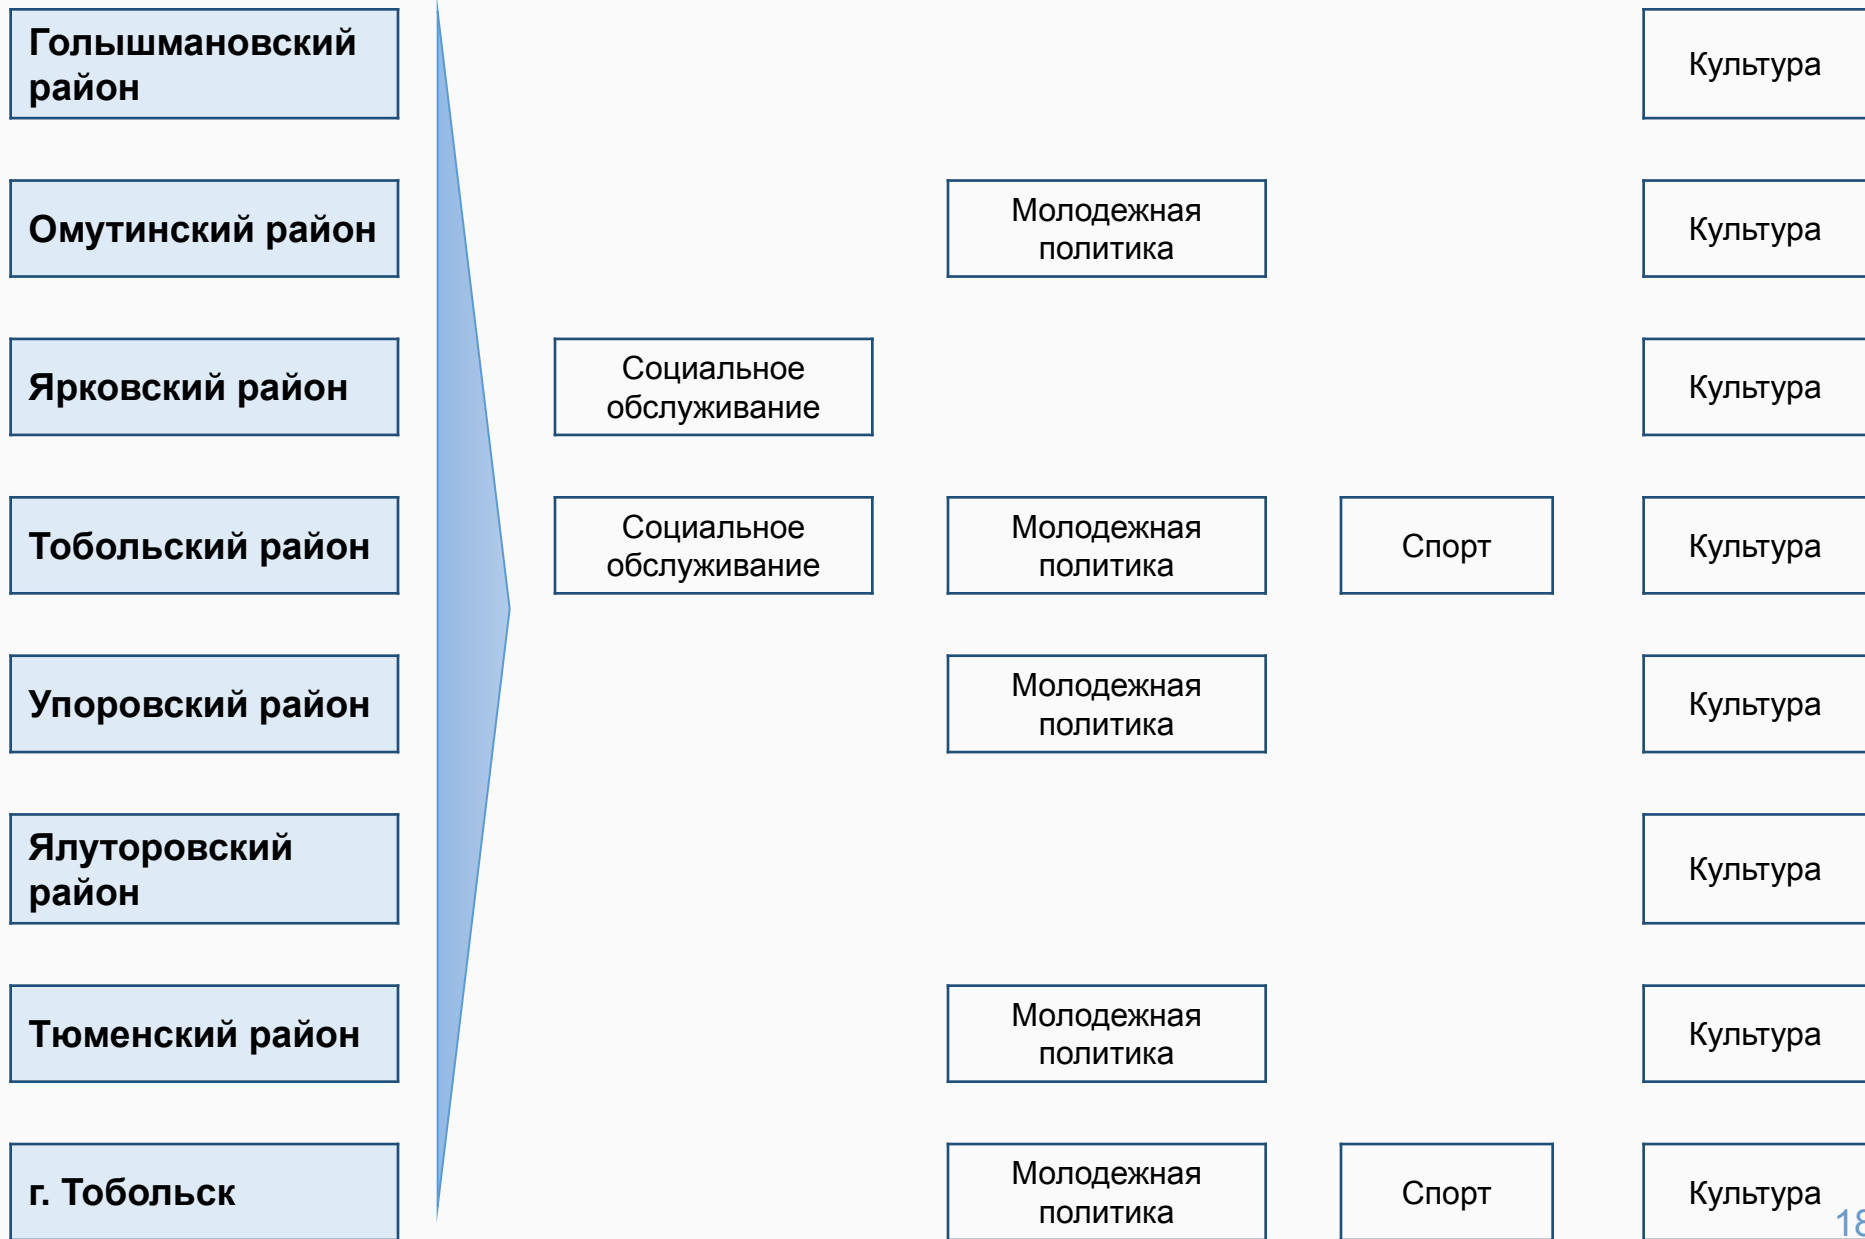 Голышмановский
район
Культура
Омутинский район
Молодежная
политика
Культура
Ярковский район
Социальное
обслуживание
Культура
Тобольский район
Социальное
обслуживание
Молодежная
политика
Спорт
Культура
Упоровский район
Молодежная
политика
Культура
Ялуторовский
район
Культура
Тюменский район
Молодежная
политика
Культура
г. Тобольск
Молодежная
политика
Спорт
Культура
18